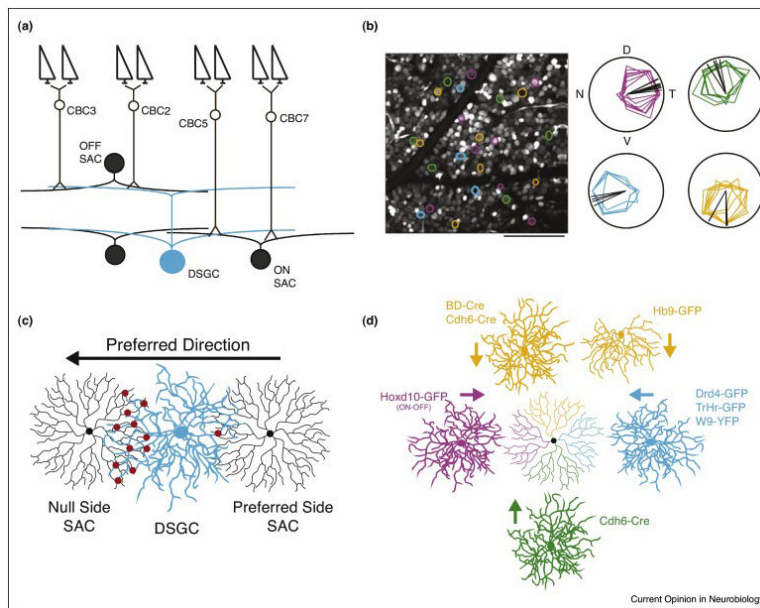 (a)
CBC3
CBC2
CBC5
CBC7
OFF
SAC
DSGC
ON
SAC
(b)
D
N
T
V
(c)
Preferred Direction
Null Side
SAC
DSGC
Preferred Side
SAC
(d)
BD-Cre
Cdh6-Cre
Hb9-GFP
Hoxd10-GFP
(ON-OFF)
Drd4-GFP
TrHr-GFP
W9-YFP
Cdh6-Cre
Current Opinion in Neurobiology